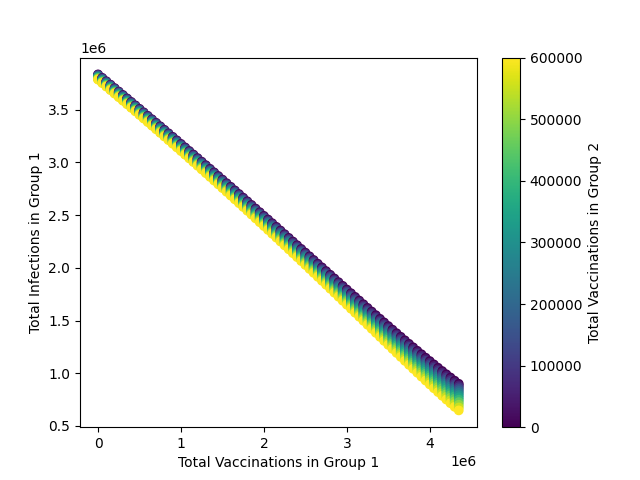 1e6
3.5
3.0
2.5
2.0
1.5
1.0
0.5
Total Infections in Group 1
0 1 2 3 4
1e6
Total Vaccinations in Group 1
600000
500000
400000
300000
200000
100000
0
Total Vaccinations in Group 2